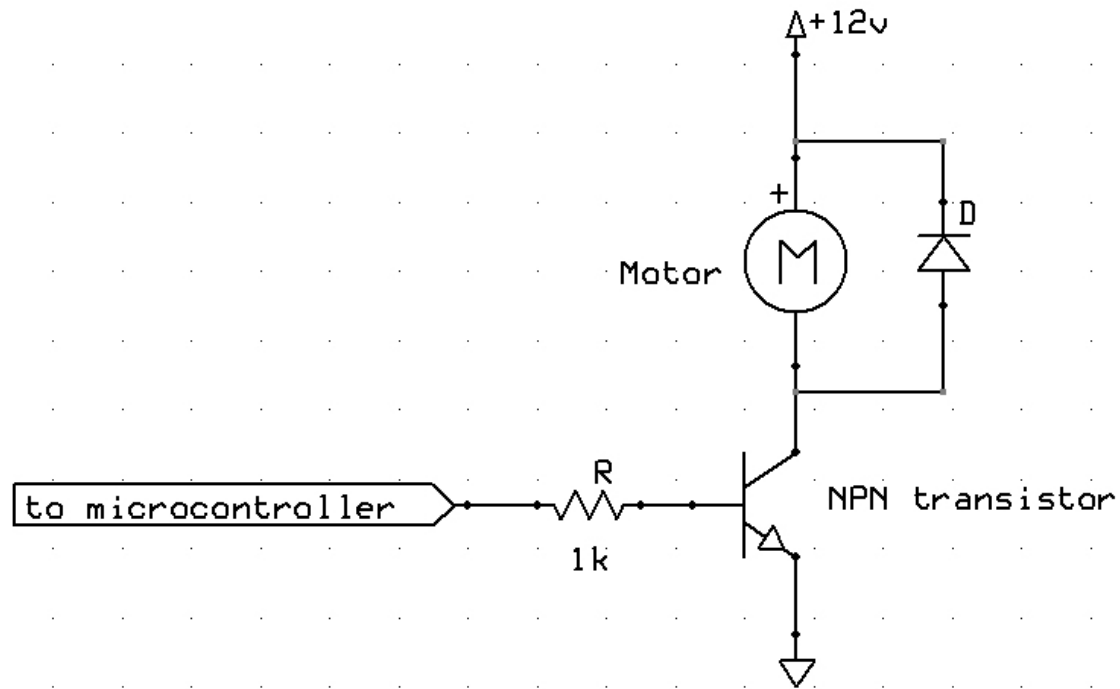 +12v
+
D
M
Motor
R
NPN transistor
to microcontroller
1k